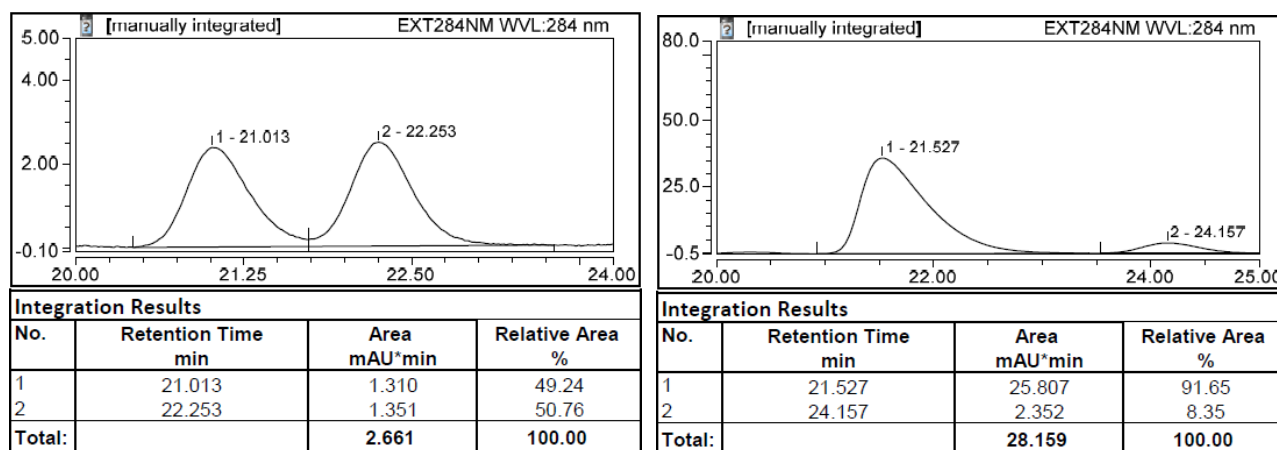 [manually integrated] EXT284NM WVL:284 nm
5.00
4.00
2.00
-0.10
1 - 21.013
2 - 22.253
20.00 21.25 22.50 24.00
Integration Results
No. Retention Time Area Relative Area
min mAU*min %
1 21.013 1.310 49.24
2 22.253 1.351 50.76
Total: 2.661 100.00
[manually integrated] EXT284NM WVL:284 nm
80.0
50.0
25.0
-0.5
1 - 21.527
2 - 24.157
20.00 22.00 24.00 25.00
Integration Results
No. Retention Time Area Relative Area
min mAU*min %
1 21.527 25.807 91.65
2 24.157 2.352 8.35
Total: 28.159 100.00